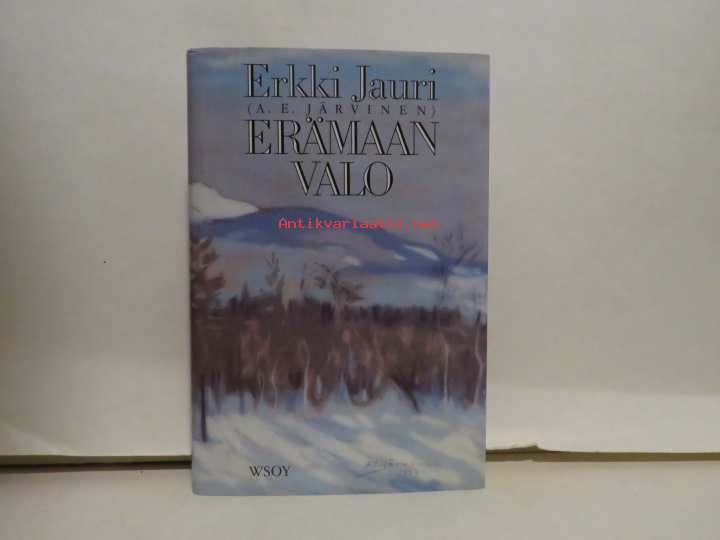 Erkki Jauri
(A. E. JÄRVINEN)
ERÄMAAN
VALO
Antikvariaatti.net
WSOY